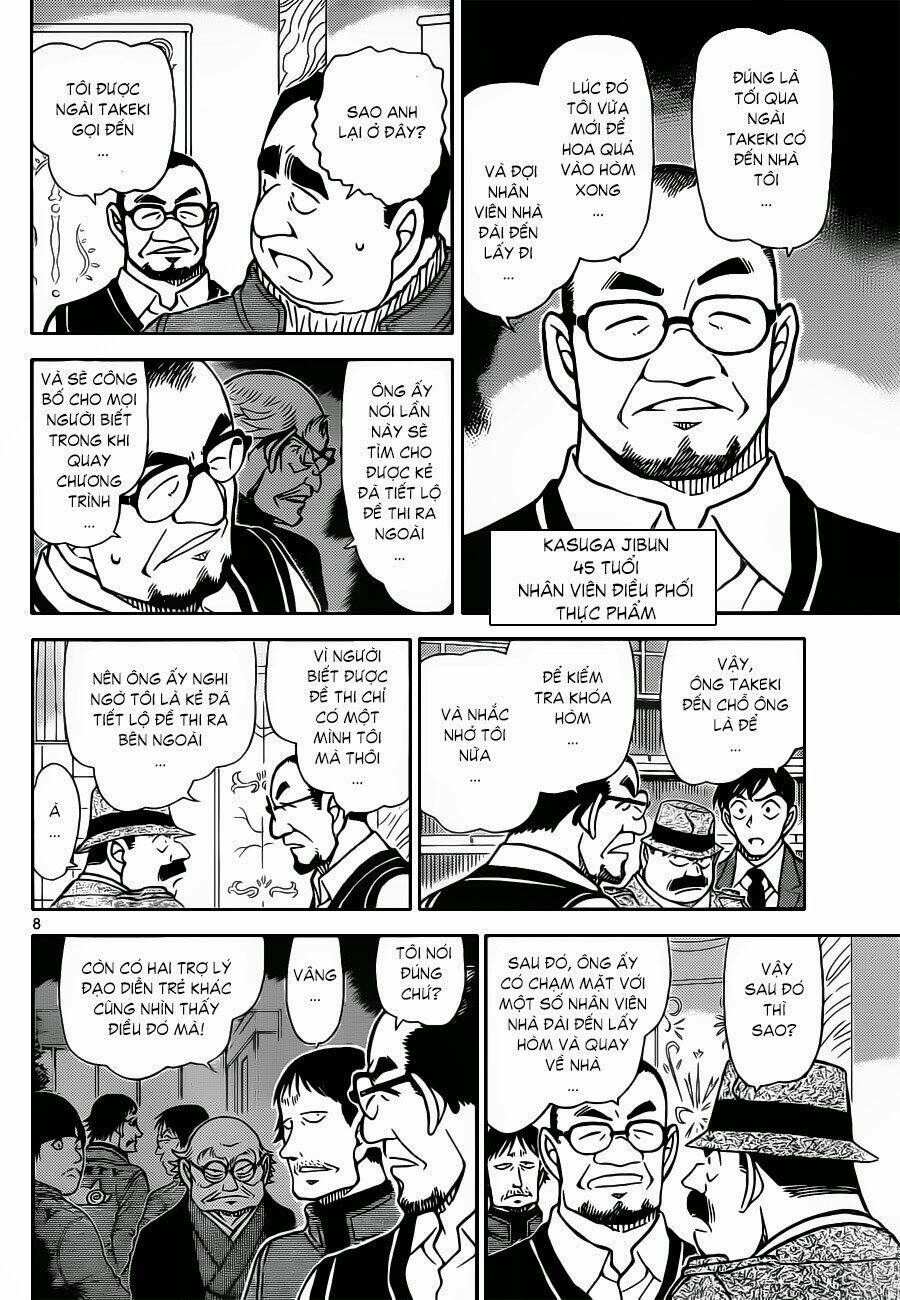 TÔI ĐƯỢC
NGÀI TAKEKI
GỌI ĐẾN
...
SAO ANH
LẠI Ở ĐÂY?
ĐÚNG LÀ
TỐI QUA
NGÀI
TAKEKI CÓ
ĐẾN NHÀ
TÔI
LÚC ĐÓ
TÔI VỪA
MỚI ĐỂ
HOA QUẢ
VÀO HÒM
XONG
...
VÀ ĐỢI
NHÂN
VIÊN NHÀ
ĐÀI ĐẾN
LẤY ĐI
...
KASUGA JIBUN
45 TUỔI
NHÂN VIÊN ĐIỀU PHỐI
THỰC PHẨM
ÔNG ẤY
NÓI LẦN
NÀY SẼ
TÌM CHO
ĐƯỢC KẺ
ĐÃ TIẾT LỘ
ĐỀ THI RA
NGOÀI
...
VÀ SẼ CÔNG
BỐ CHO MỌI
NGƯỜI BIẾT
TRONG KHI
QUAY
CHƯƠNG
TRÌNH
...
VẬY,
ÔNG TAKEKI
ĐẾN CHỖ ÔNG
LÀ ĐỂ
...
ĐỂ KIỂM
TRA KHÓA
HÒM
...
VÀ NHẮC
NHỞ TÔI
NỮA
...
VÌ NGƯỜI
BIẾT ĐƯỢC
ĐỀ THI CHỈ
CÓ MỘT
MÌNH TÔI
MÀ THÔI
NÊN ÔNG ẤY NGHI
NGỜ TÔI LÀ KẺ ĐÃ
TIẾT LỘ ĐỀ THI RA
BÊN NGOÀI
...
À
...
8
VẬY
SAU ĐÓ
THÌ
SAO?
SAU ĐÓ, ÔNG ẤY
CÓ CHẠM MẶT VỚI
MỘT SỐ NHÂN VIÊN
NHÀ ĐÀI ĐẾN LẤY
HÒM VÀ QUAY
VỀ NHÀ
...
TÔI NÓI
ĐÚNG
CHỨ?
VÂNG
...
CÒN CÓ HAI TRỢ LÝ
ĐẠO DIỄN TRẺ KHÁC
CŨNG NHÌN THẤY
ĐIỀU ĐÓ MÀ!